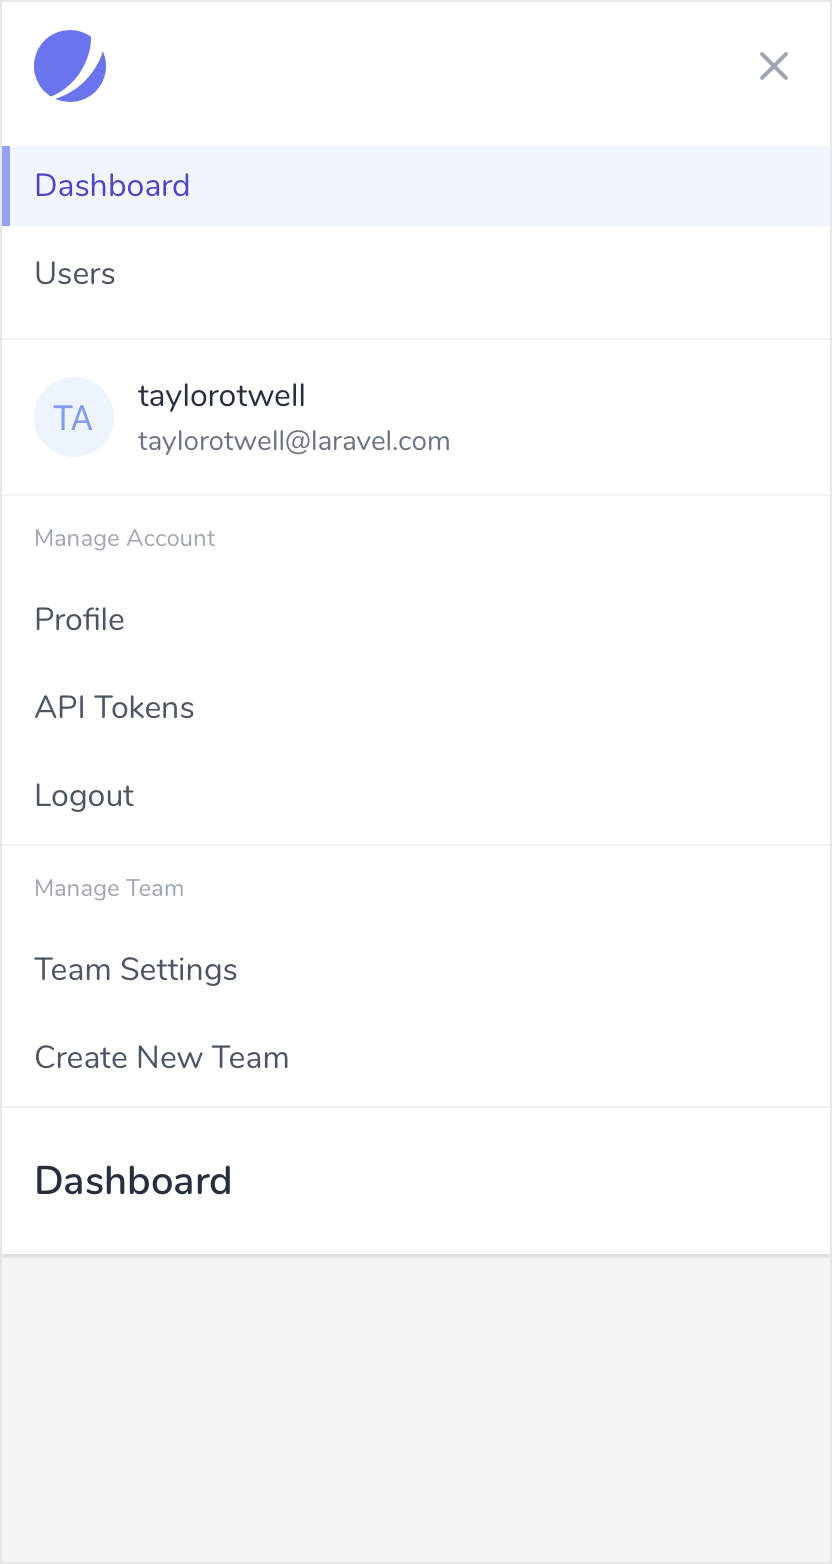 Dashboard
Users
TA
taylorotwell
taylorotwell@laravel.com
Manage Account
Profile
API Tokens
Logout
Manage Team
Team Settings
Create New Team
Dashboard